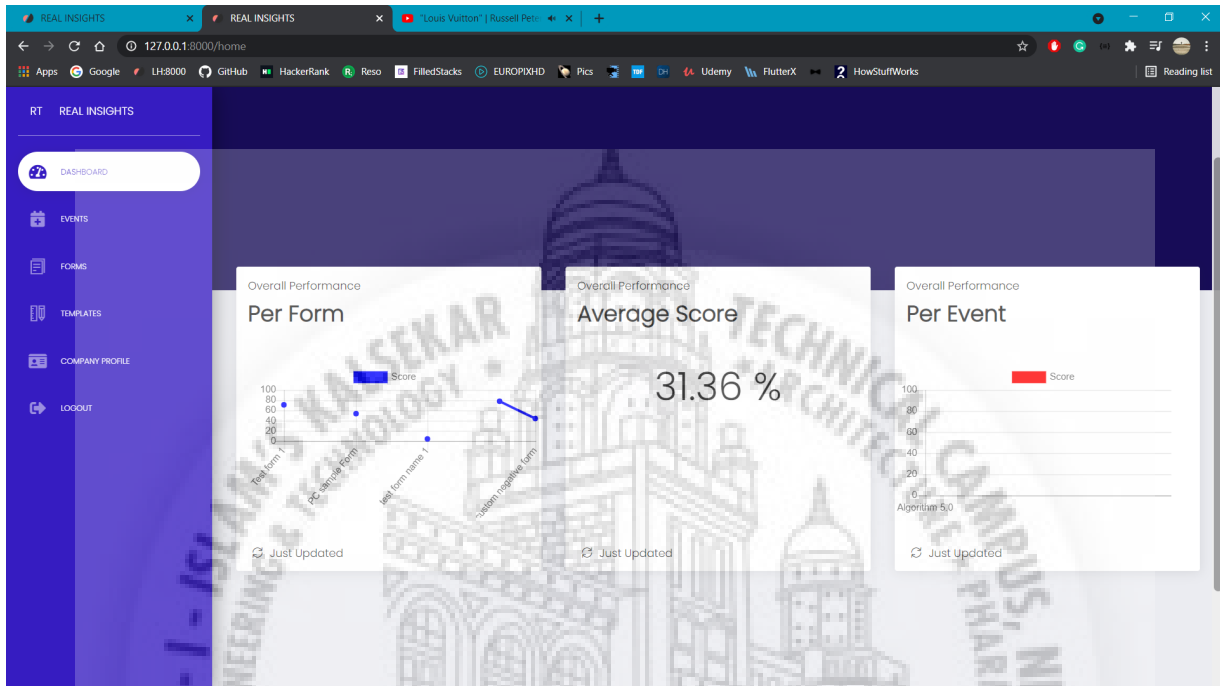 REAL INSIGHTS
REAL INSIGHTS
"Louis Vuitton" | Russell Pete
127.0.0.1:8000/home
Apps Google LH:8000 GitHub HackerRank Reso FilledStacks EUROPIXHD Pics TOP DH Udemy FlutterX HowStuffWorks Reading list
RT REAL INSIGHTS
DASHBOARD
EVENTS
FORMS
TEMPLATES
COMPANY PROFILE
LOGOUT
Overall Performance
Per Form
Score
100
80
60
40
20
0
Test form 1
PC sample Form
test form name 1
custom negative form
Just Updated
Overall Performance
Average Score
31.36 %
Just Updated
Overall Performance
Per Event
Score
100
80
60
40
20
0
Algorithm 5.0
Just Updated
KALSEKAR TECHNICAL CAMPUS,